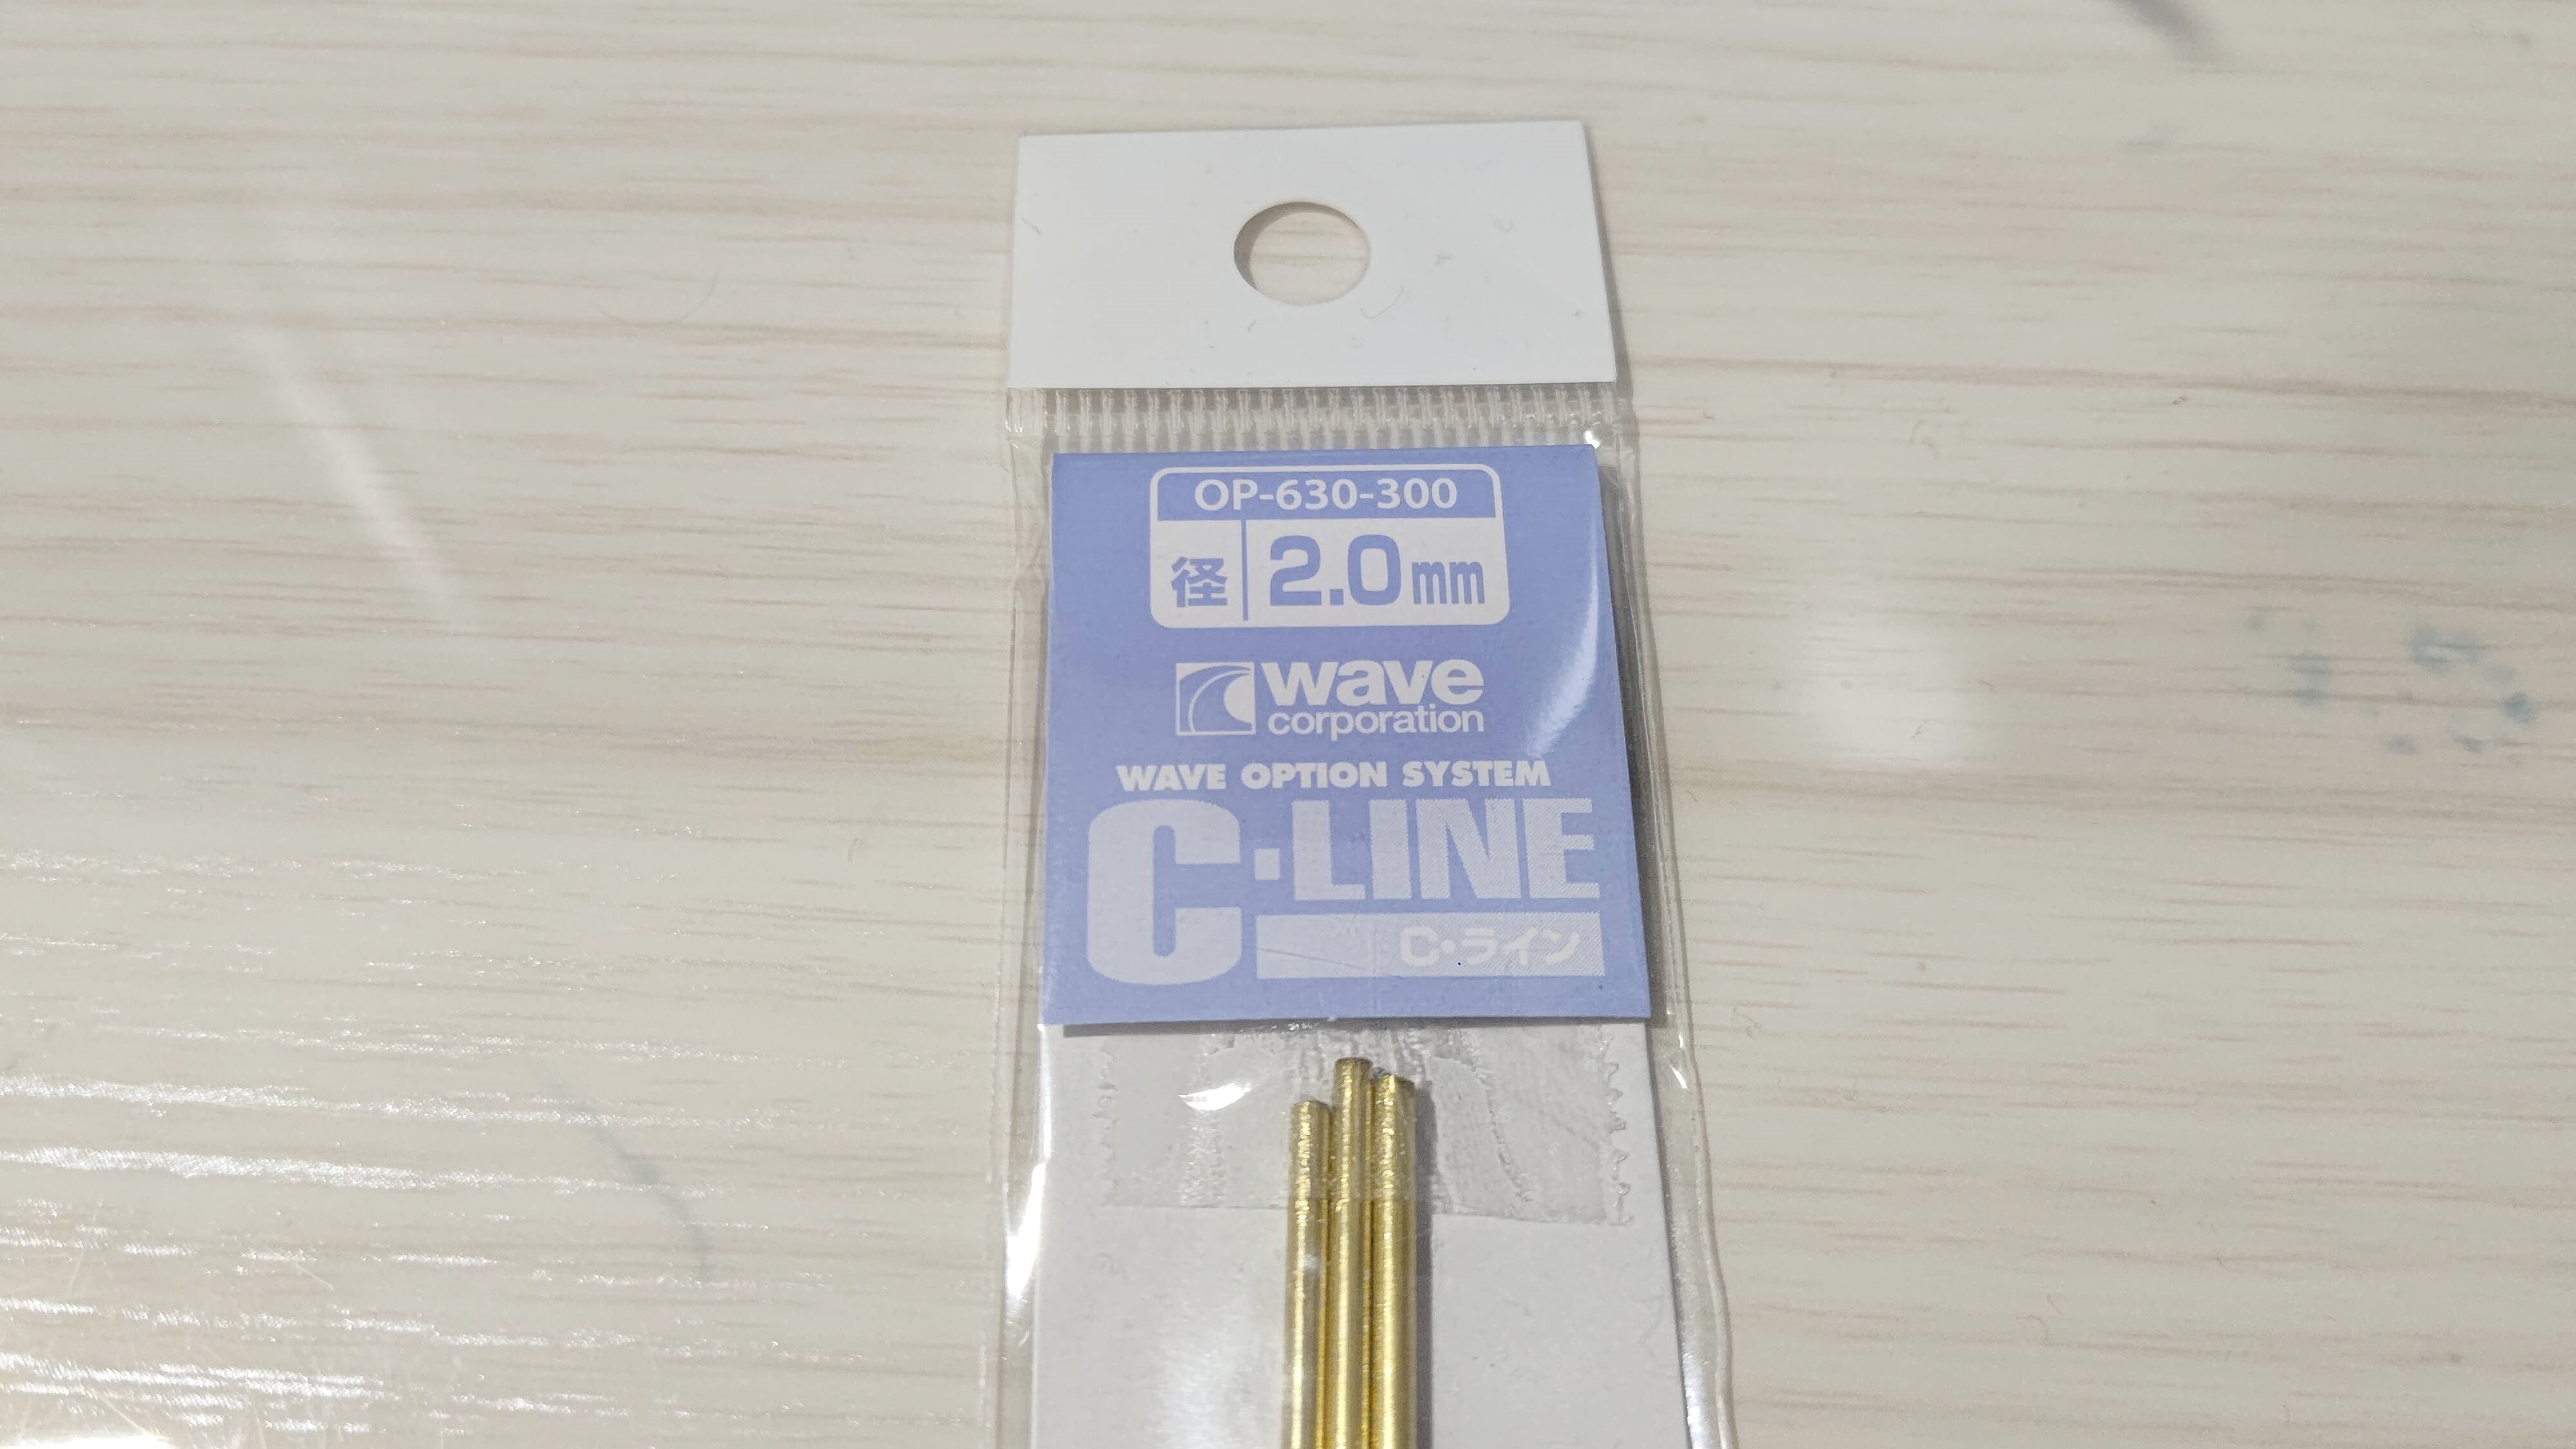 OP-630-300
径 2.0mm
wave
corporation
WAVE OPTION SYSTEM
C·LINE
C·ライン